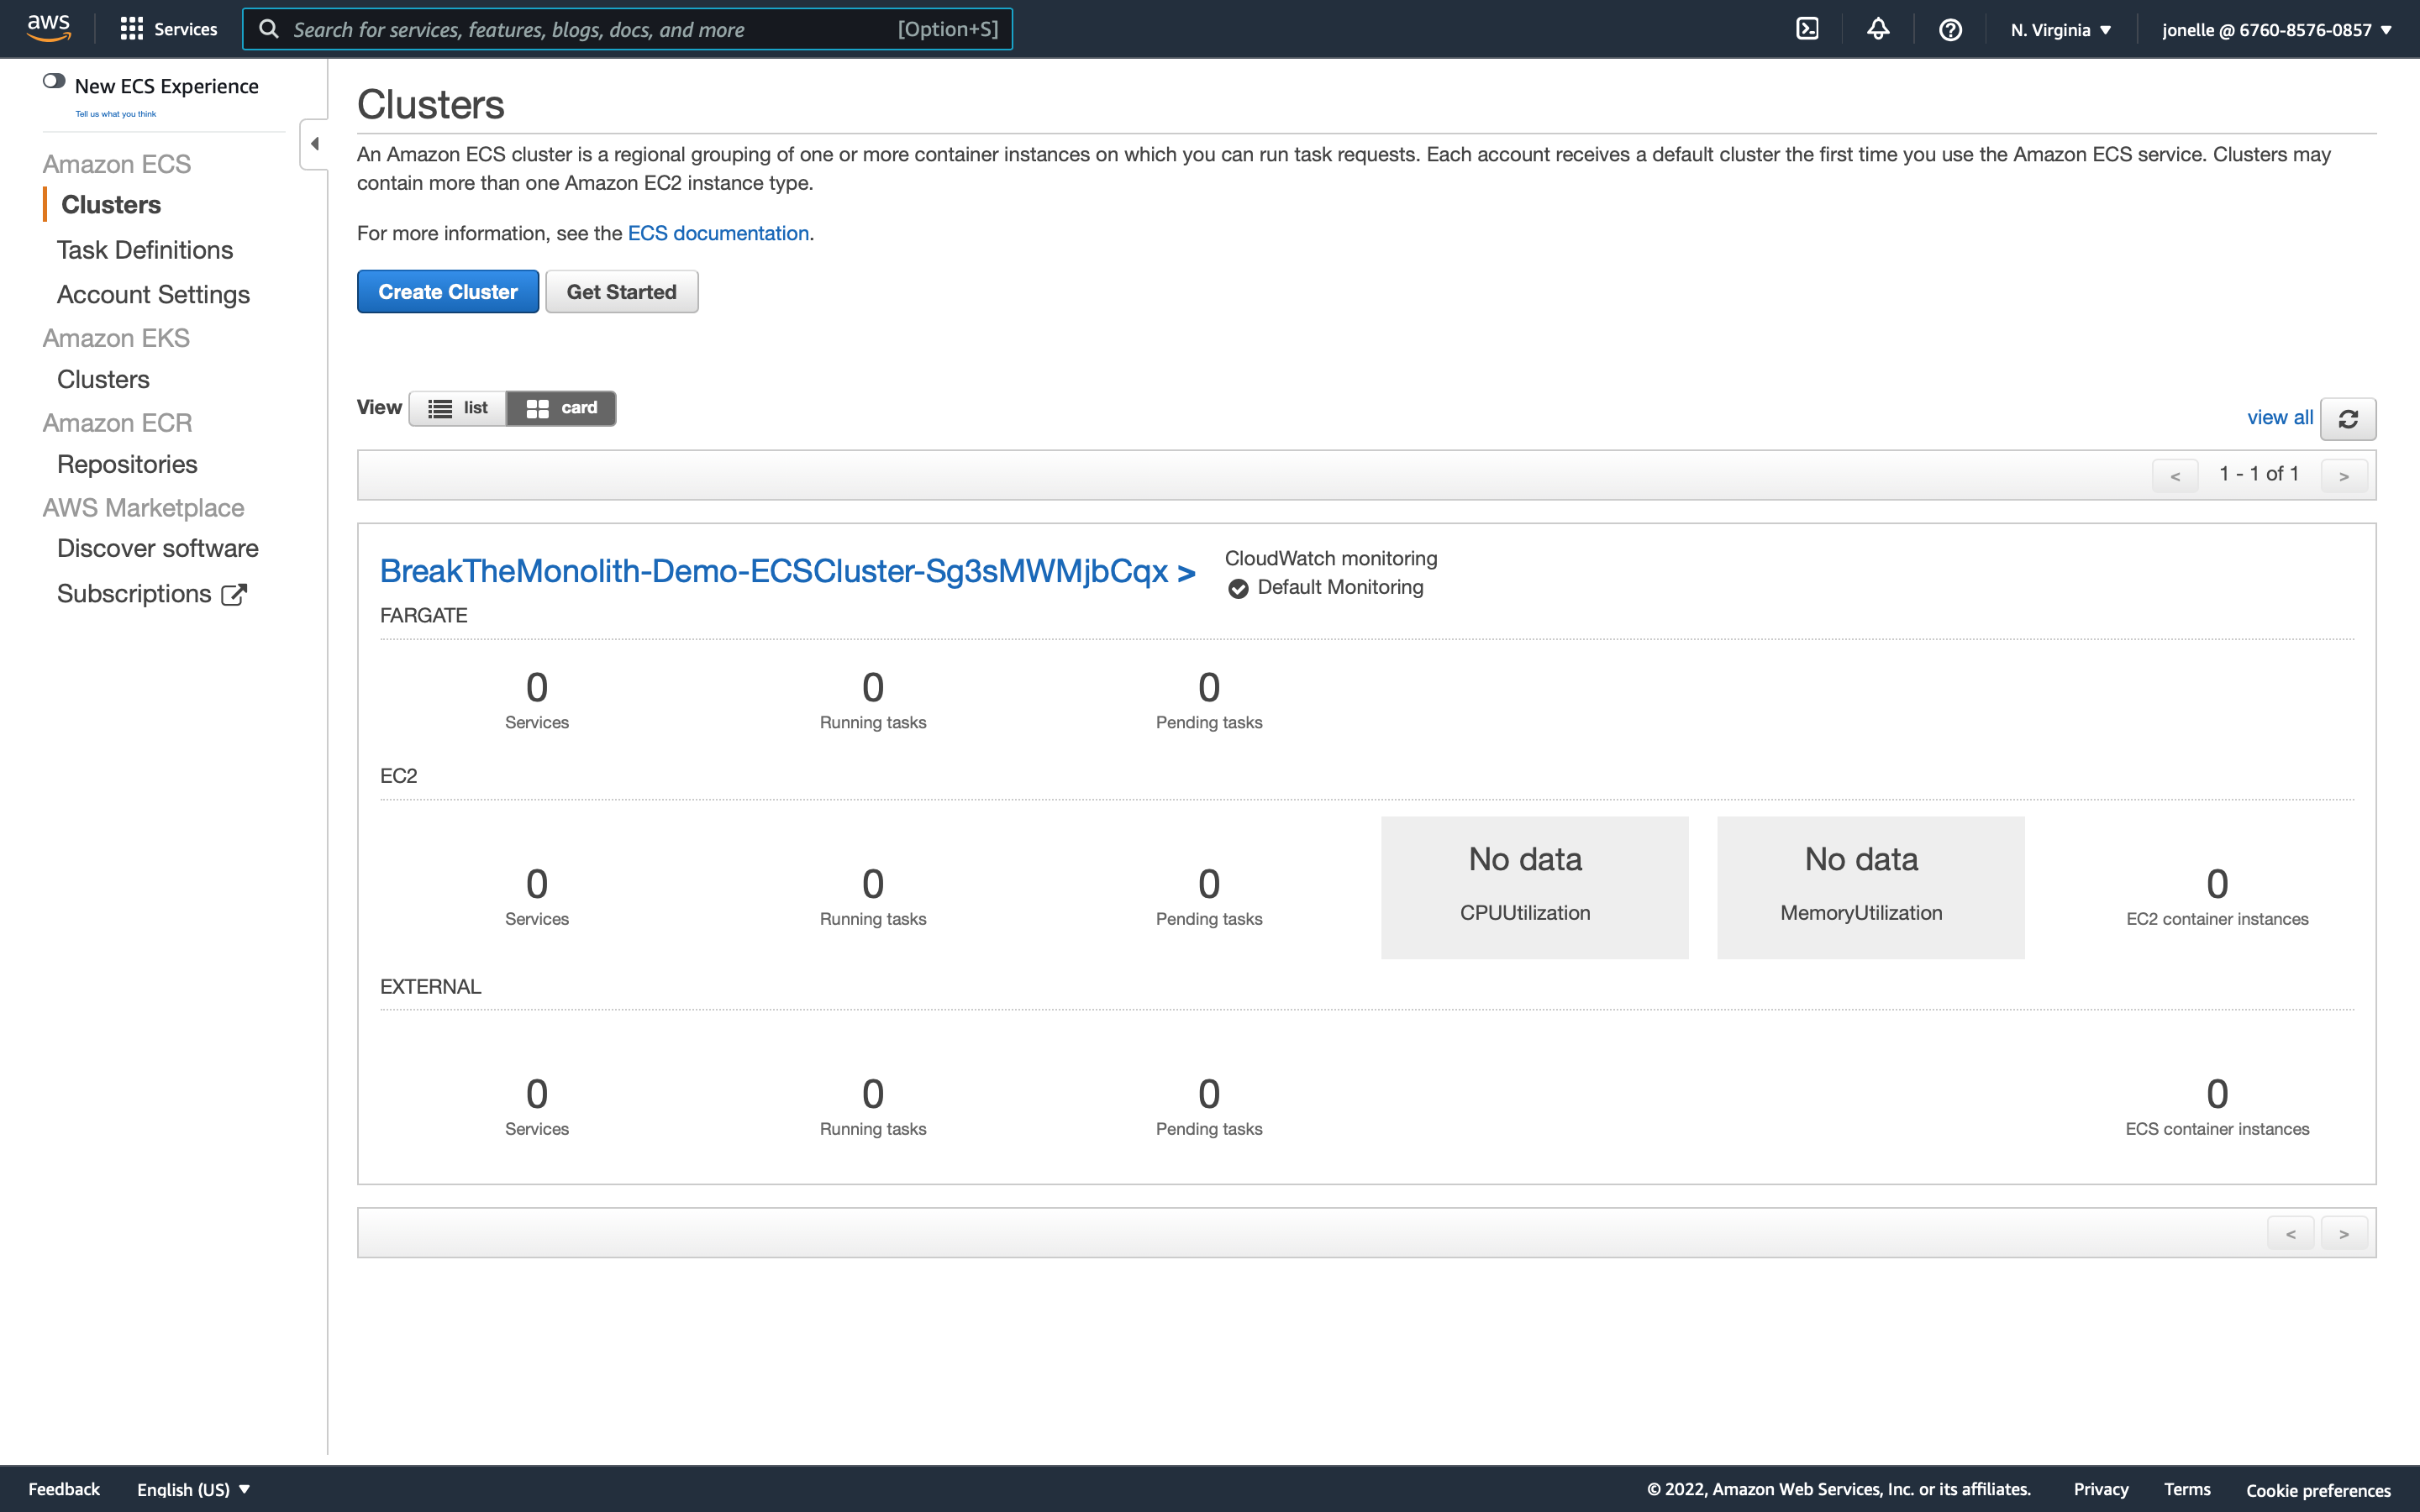 aws
Services
Search for services, features, blogs, docs, and more [Option+S]
N. Virginia ▼
jonelle @ 6760-8576-0857 ▼
New ECS Experience
Tell us what you think
Amazon ECS
Clusters
Task Definitions
Account Settings
Amazon EKS
Clusters
Amazon ECR
Repositories
AWS Marketplace
Discover software
Subscriptions
Clusters
An Amazon ECS cluster is a regional grouping of one or more container instances on which you can run task requests. Each account receives a default cluster the first time you use the Amazon ECS service. Clusters may
contain more than one Amazon EC2 instance type.
For more information, see the ECS documentation.
Create Cluster Get Started
View list card
view all
< 1 - 1 of 1 >
BreakTheMonolith-Demo-ECSCluster-Sg3sMWMjbCqx >
CloudWatch monitoring
Default Monitoring
FARGATE
0 0 0
Services Running tasks Pending tasks
EC2
No data No data
0 0 0 0
CPUUtilization MemoryUtilization
Services Running tasks Pending tasks EC2 container instances
EXTERNAL
0 0 0 0
Services Running tasks Pending tasks ECS container instances
< >
Feedback English (US) ▼ © 2022, Amazon Web Services, Inc. or its affiliates. Privacy Terms Cookie preferences